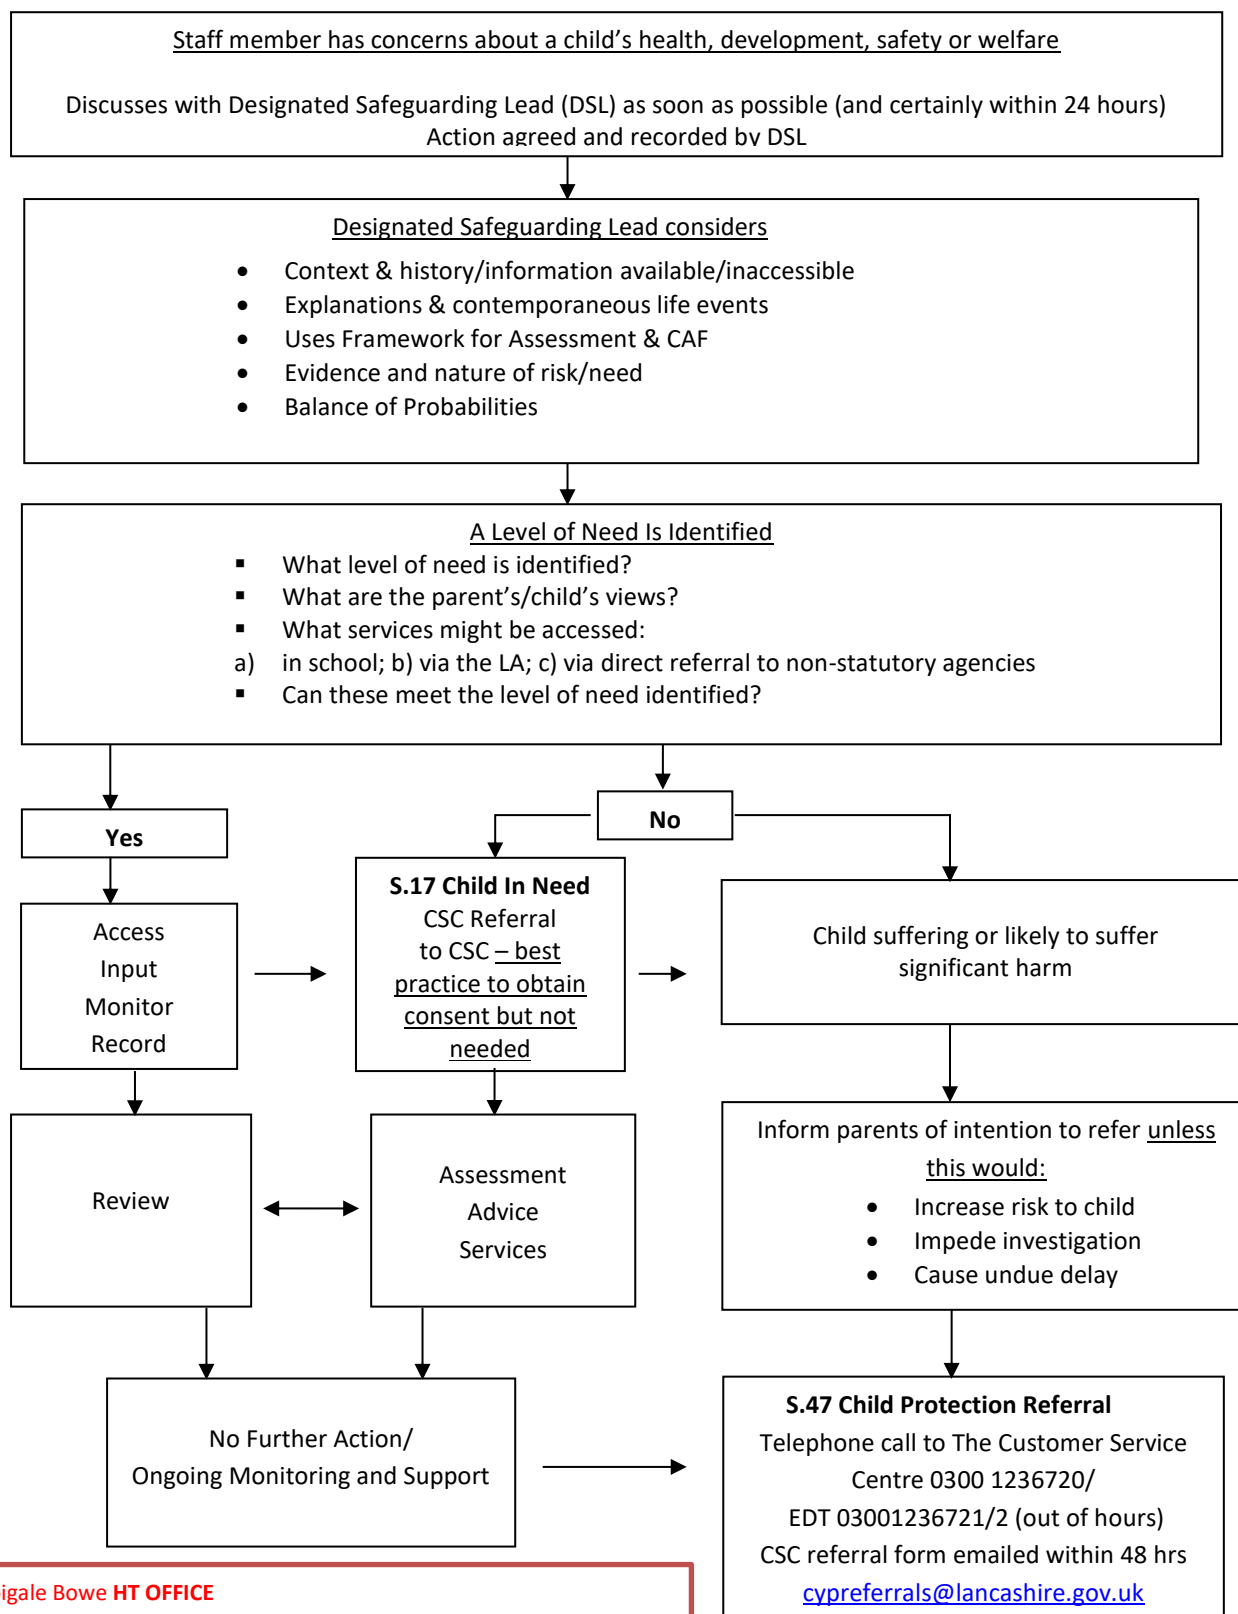 Staff member has concerns about a child's health, development, safety or welfare
Discusses with Designated Safeguarding Lead (DSL) as soon as possible (and certainly within 24 hours)
Action agreed and recorded by DSL
Designated Safeguarding Lead considers
• Context & history/information available/inaccessible
• Explanations & contemporaneous life events
• Uses Framework for Assessment & CAF
• Evidence and nature of risk/need
• Balance of Probabilities
A Level of Need Is Identified
▪ What level of need is identified?
▪ What are the parent's/child's views?
▪ What services might be accessed:
a) in school; b) via the LA; c) via direct referral to non-statutory agencies
▪ Can these meet the level of need identified?
Yes
No
Access
Input
Monitor
Record
S.17 Child In Need
CSC Referral
to CSC – best
practice to obtain
consent but not
needed
Child suffering or likely to suffer
significant harm
Review
Assessment
Advice
Services
Inform parents of intention to refer unless
this would:
• Increase risk to child
• Impede investigation
• Cause undue delay
No Further Action/
Ongoing Monitoring and Support
S.47 Child Protection Referral
Telephone call to The Customer Service
Centre 0300 1236720/
EDT 03001236721/2 (out of hours)
CSC referral form emailed within 48 hrs
cypreferrals@lancashire.gov.uk
Bowe HT OFFICE